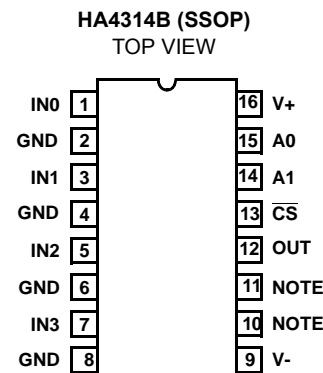 HA4314B (SSOP)
TOP VIEW
IN0 1 16 V+
GND 2 15 A0
IN1 3 14 A1
GND 4 13 C̅S̅
IN2 5 12 OUT
GND 6 11 NOTE
IN3 7 10 NOTE
GND 8 9 V-